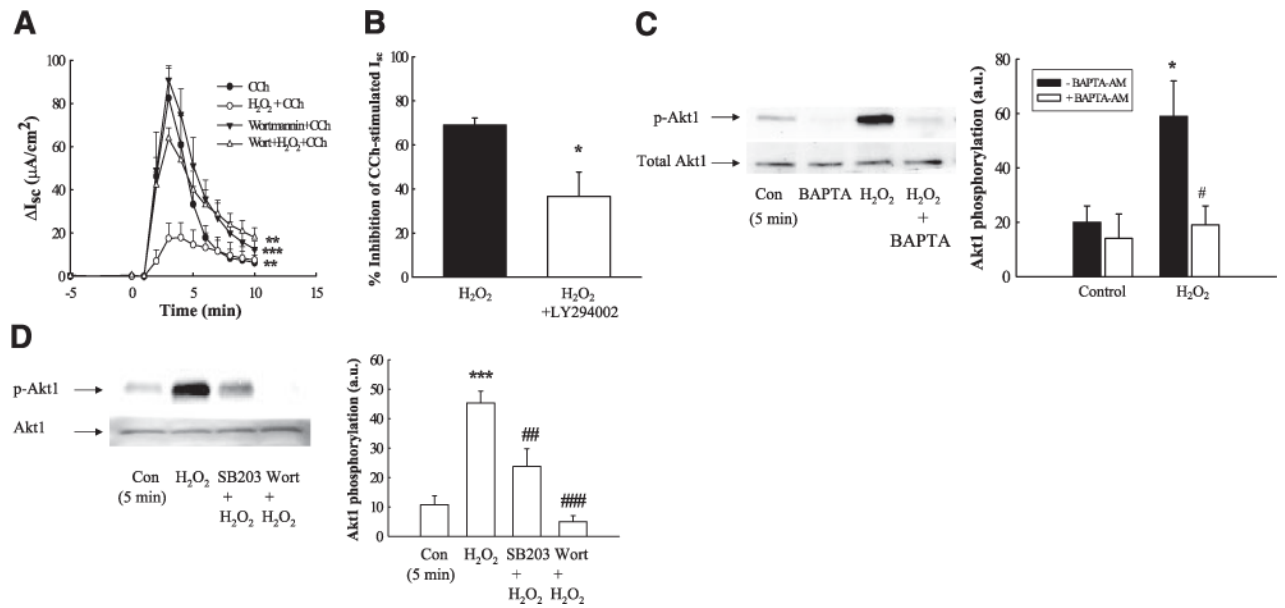 A
ΔISC (μA/cm2)
100
80
60
40
20
0
-5
0
5
10
15
Time (min)
CCh
H2O2 + CCh
Wortmannin+CCh
Wort+H2O2+CCh
**
***
**
B
% Inhibition of CCh-stimulated Isc
100
80
60
40
20
0
*
H2O2
H2O2
+LY294002
C
p-Akt1
Total Akt1
Con
(5 min)
BAPTA
H2O2
H2O2
+
BAPTA
Akt1 phosphorylation (a.u.)
80
60
40
20
0
- BAPTA-AM
+ BAPTA-AM
*
#
Control
H2O2
D
p-Akt1
Akt1
Con
(5 min)
H2O2
SB203
+
H2O2
Wort
+
H2O2
Akt1 phosphorylation (a.u.)
60
50
40
30
20
10
0
***
##
###
Con
(5 min)
H2O2
SB203
+
H2O2
Wort
+
H2O2